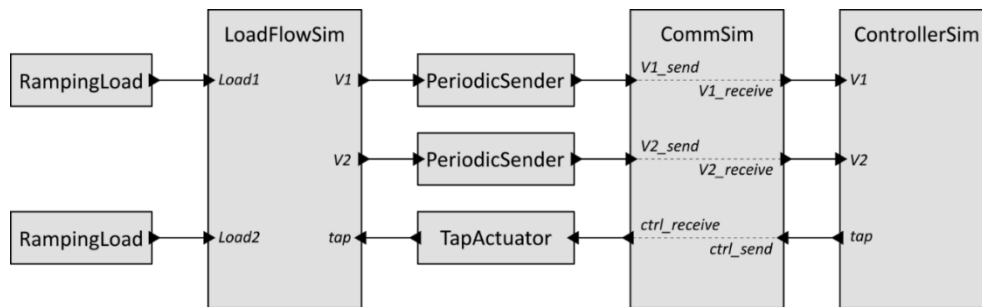 LoadFlowSim
CommSim
ControllerSim
RampingLoad
Load1
V1
PeriodicSender
V1_send
V1_receive
V1
V2
PeriodicSender
V2_send
V2_receive
V2
RampingLoad
Load2
tap
TapActuator
ctrl_receive
ctrl_send
tap